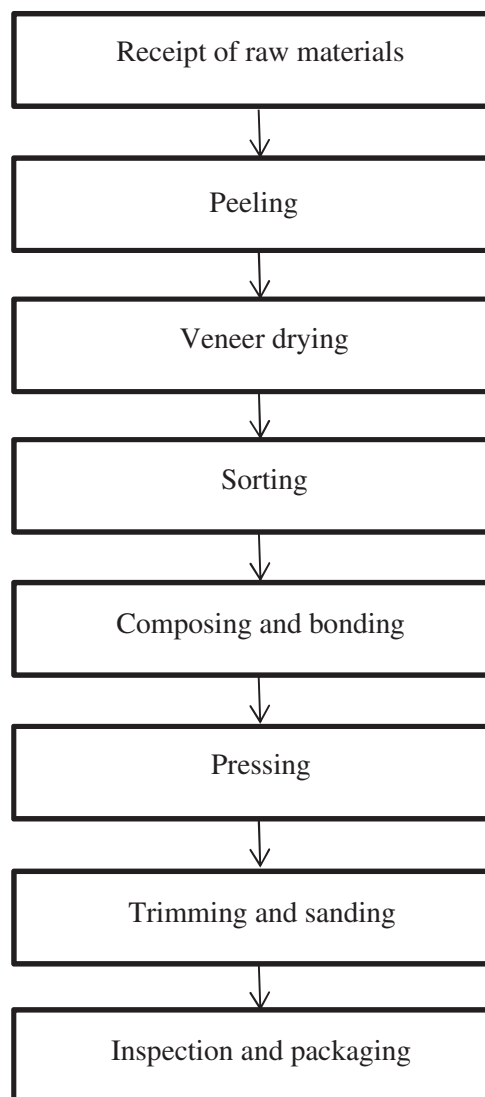 Receipt of raw materials
Peeling
Veneer drying
Sorting
Composing and bonding
Pressing
Trimming and sanding
Inspection and packaging